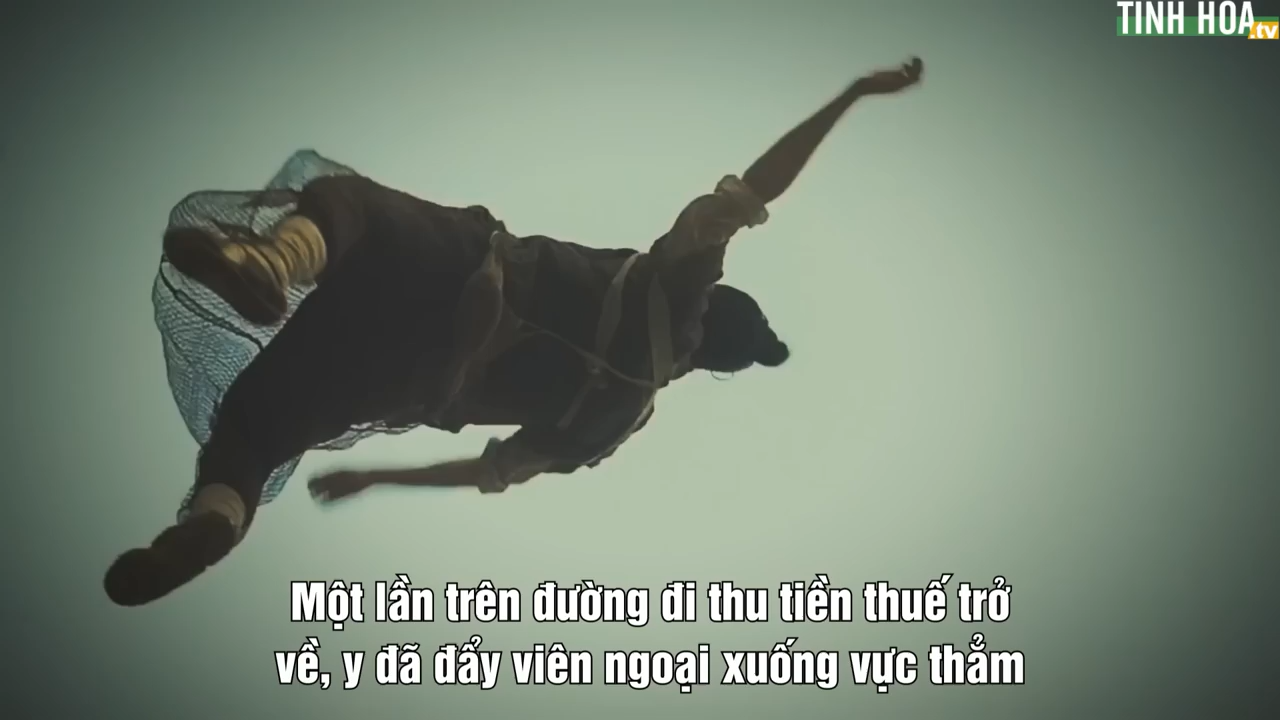 TINH HOA
.tv
Một lần trên đường đi thu tiền thuế trở
về, y đã đẩy viên ngoại xuống vực thẳm